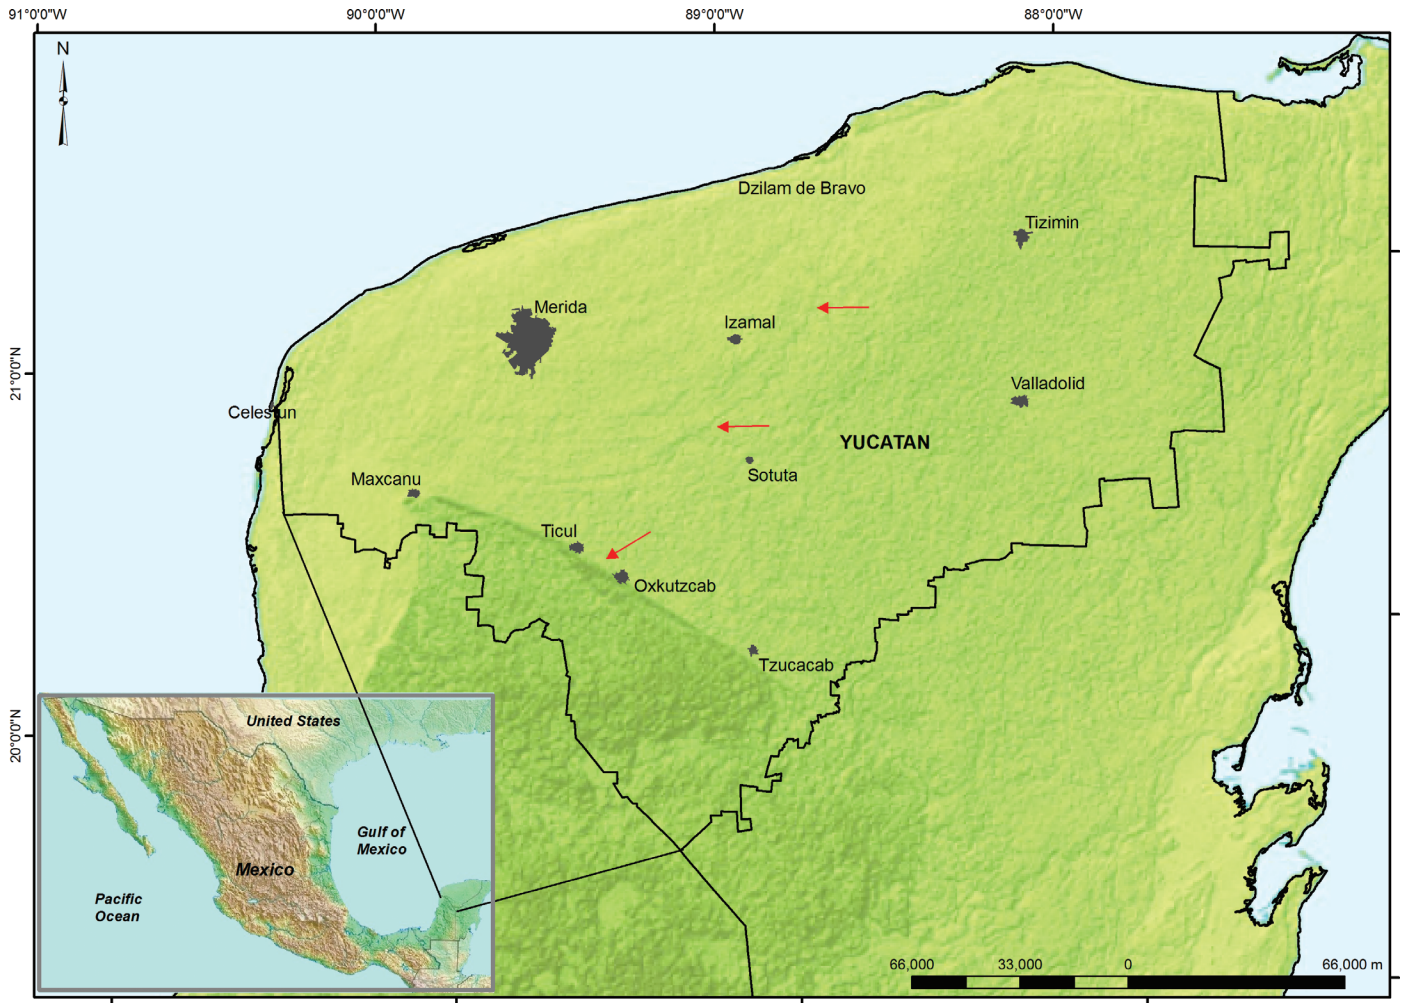 91°0'0"W
90°0'0"W
89°0'0"W
88°0'0"W
N
Dzilam de Bravo
Tizimin
Merida
Izamal
21°0'0"N
Valladolid
Celestun
YUCATAN
Sotuta
Maxcanu
Ticul
Oxkutzcab
Tzucacab
20°0'0"N
United States
Gulf of
Mexico
Mexico
Pacific
Ocean
66,000
33,000
0
66,000 m